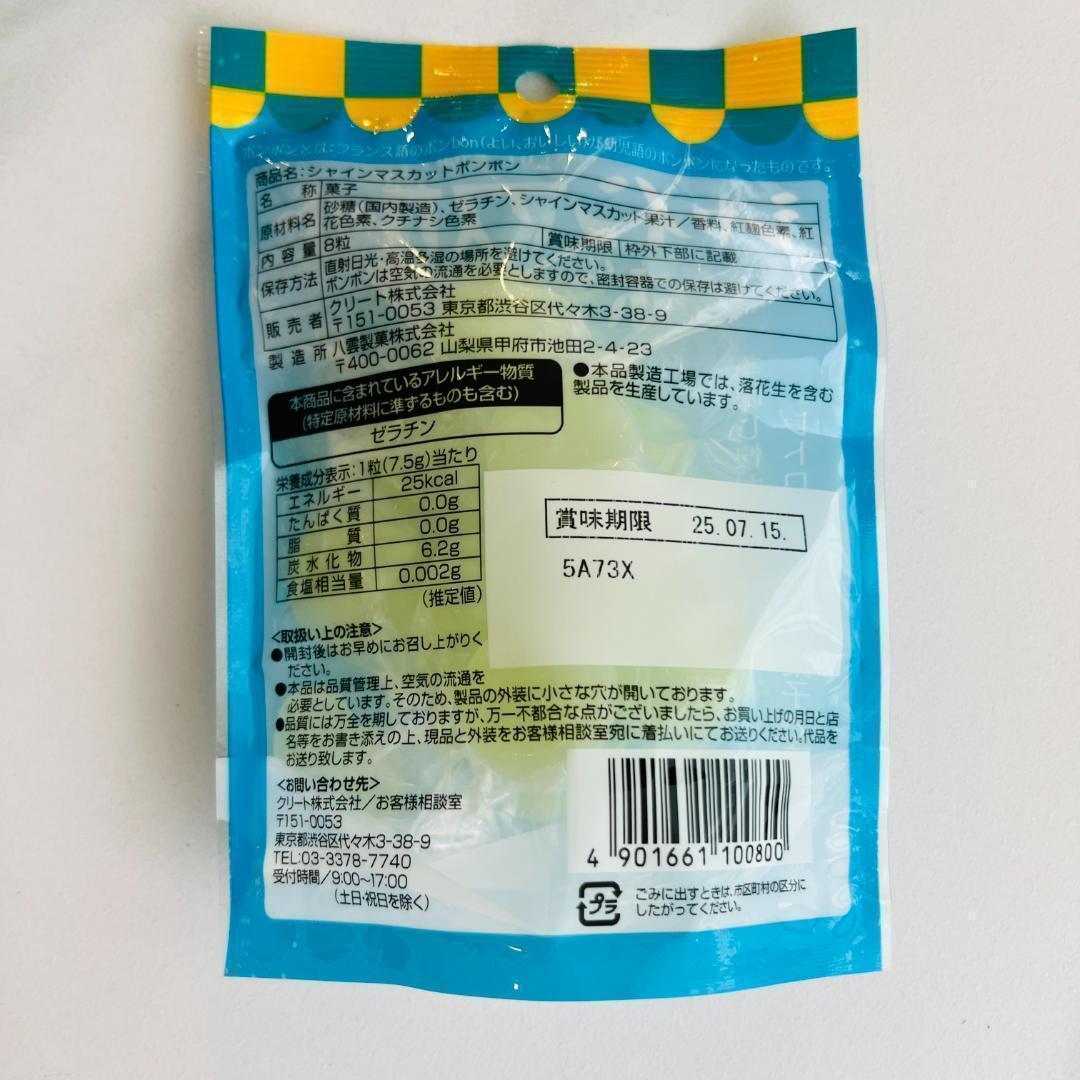 ボンボンとは：フランス語のボンbon(よい、おいしい)が幼児語のボンボンになったものです。
商品名：シャインマスカットボンボン
名称 菓子
原材料名 砂糖（国内製造）、ゼラチン、シャインマスカット果汁／香料、紅麹色素、紅
花色素、クチナシ色素
内容量 8粒 賞味期限 枠外下部に記載
保存方法 直射日光・高温多湿の場所を避けてください。
ボンボンは空気の流通を必要としますので、密封容器での保存は避けてください。
販売者 クリート株式会社
〒151-0053 東京都渋谷区代々木3-38-9
製造所 八雲製菓株式会社
〒400-0062 山梨県甲府市池田2-4-23
本商品に含まれているアレルギー物質
(特定原材料に準ずるものも含む)
ゼラチン
●本品製造工場では、落花生を含む
製品を生産しています。
栄養成分表示：1粒(7.5g)当たり
エネルギー 25kcal
たんぱく質 0.0g
脂質 0.0g
炭水化物 6.2g
食塩相当量 0.002g
(推定値)
賞味期限 25.07.15.
5A73X
<取扱い上の注意>
●開封後はお早めにお召し上がりく
ださい。
●本品は品質管理上、空気の流通を
必要としています。そのため、製品の外装に小さな穴が開いております。
●品質には万全を期しておりますが、万一不都合な点がございましたら、お買い上げの月日と店
名等をお書き添えの上、現品と外装をお客様相談室宛に着払いにてお送りください。代品を
お送り致します。
<お問い合わせ先>
クリート株式会社／お客様相談室
〒151-0053
東京都渋谷区代々木3-38-9
TEL:03-3378-7740
受付時間／9:00〜17:00
(土日・祝日を除く)
4 901661 100800
プラ
ごみに出すときは、市区町村の区分に
したがってください。